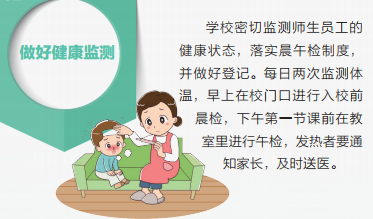 做好健康监测
学校密切监测师生员工的
健康状态，落实晨午检制度，
并做好登记。每日两次监测体
温，早上在校门口进行入校前
晨检，下午第一节课前在教
室里进行午检，发热者要通
知家长，及时送医。